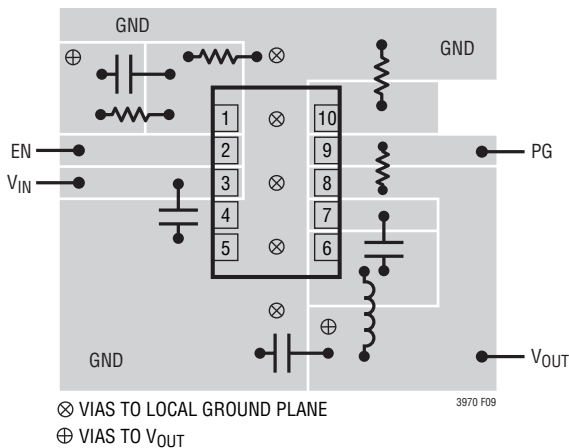 GND
GND
1 10
EN 2 9 PG
VIN 3 8
4 7
5 6
GND
VOUT
3970 F09
⊗ VIAS TO LOCAL GROUND PLANE
⊕ VIAS TO VOUT